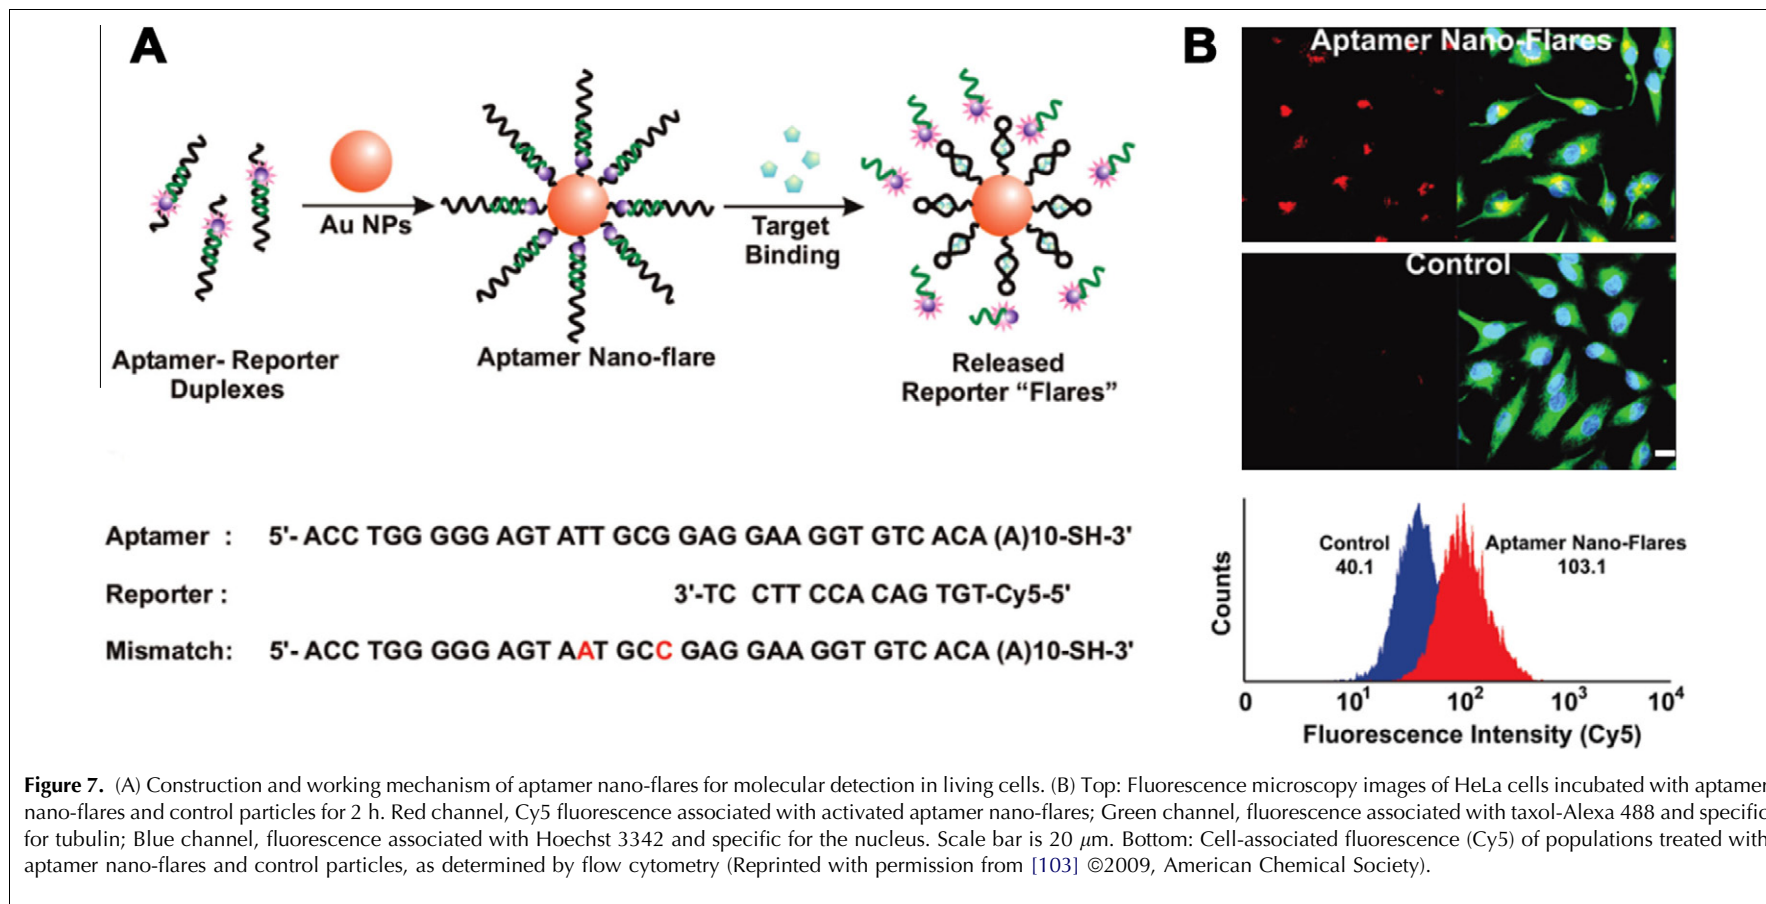 A
Au NPs
Target
Binding
Aptamer- Reporter
Duplexes
Aptamer Nano-flare
Released
Reporter “Flares”
Aptamer : 5'- ACC TGG GGG AGT ATT GCG GAG GAA GGT GTC ACA (A)10-SH-3'
Reporter : 3'-TC CTT CCA CAG TGT-Cy5-5'
Mismatch: 5'- ACC TGG GGG AGT AAT GCC GAG GAA GGT GTC ACA (A)10-SH-3'
B
Aptamer Nano-Flares
Control
Control
40.1
Aptamer Nano-Flares
103.1
Counts
0 10¹ 10² 10³ 10⁴
Fluorescence Intensity (Cy5)
Figure 7. (A) Construction and working mechanism of aptamer nano-flares for molecular detection in living cells. (B) Top: Fluorescence microscopy images of HeLa cells incubated with aptamer
nano-flares and control particles for 2 h. Red channel, Cy5 fluorescence associated with activated aptamer nano-flares; Green channel, fluorescence associated with taxol-Alexa 488 and specific
for tubulin; Blue channel, fluorescence associated with Hoechst 3342 and specific for the nucleus. Scale bar is 20 μm. Bottom: Cell-associated fluorescence (Cy5) of populations treated with
aptamer nano-flares and control particles, as determined by flow cytometry (Reprinted with permission from [103] ©2009, American Chemical Society).